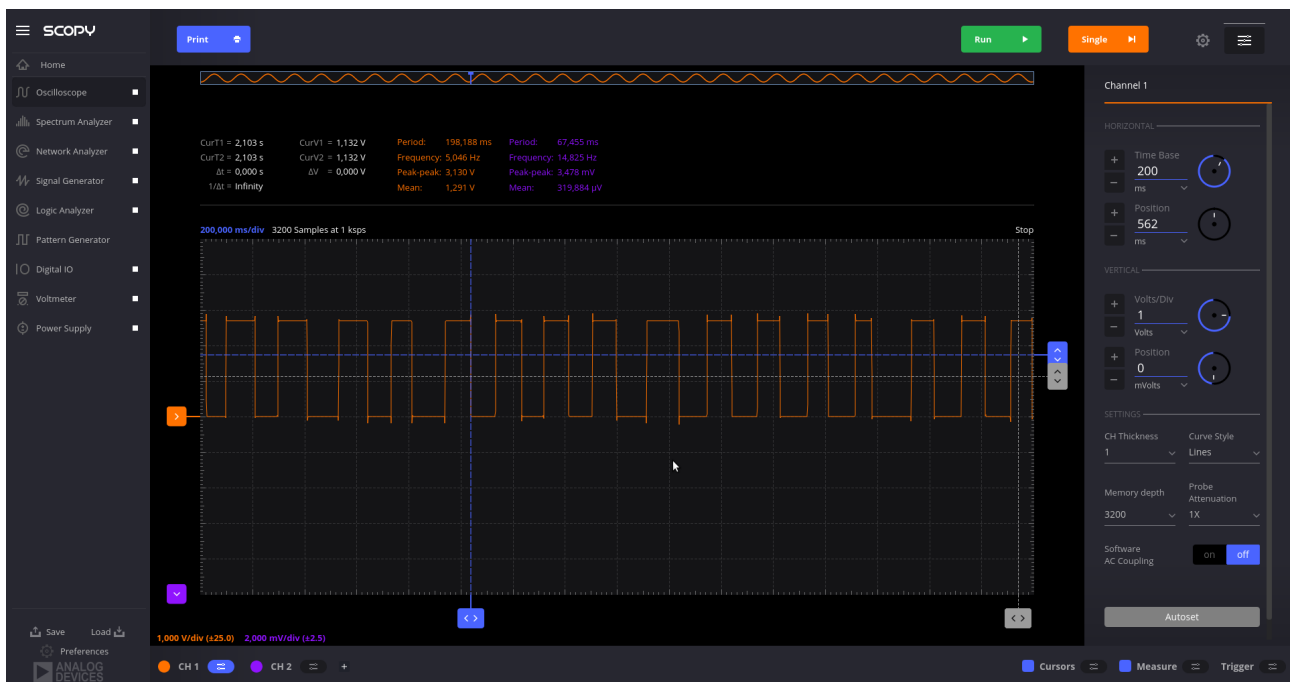 SCOPY
Print
Run
Single
Home
Oscilloscope
Spectrum Analyzer
Network Analyzer
Signal Generator
Logic Analyzer
Pattern Generator
Digital IO
Voltmeter
Power Supply
Save Load
Preferences
ANALOG
DEVICES
CurT1 = 2,103 s CurV1 = 1,132 V Period: 198,188 ms Period: 67,455 ms
CurT2 = 2,103 s CurV2 = 1,132 V Frequency: 5,046 Hz Frequency: 14,825 Hz
Δt = 0,000 s ΔV = 0,000 V Peak-peak: 3,130 V Peak-peak: 3,478 mV
1/Δt = Infinity Mean: 1,291 V Mean: 319,884 µV
200,000 ms/div 3200 Samples at 1 ksps Stop
1,000 V/div (±25.0) 2,000 mV/div (±2.5)
CH 1 CH 2 + Cursors Measure Trigger
Channel 1
HORIZONTAL
Time Base
+ 200
− ms
Position
+ 562
− ms
VERTICAL
Volts/Div
+ 1
− Volts
Position
+ 0
− mVolts
SETTINGS
CH Thickness Curve Style
1 Lines
Memory depth Probe Attenuation
3200 1X
Software AC Coupling on off
Autoset